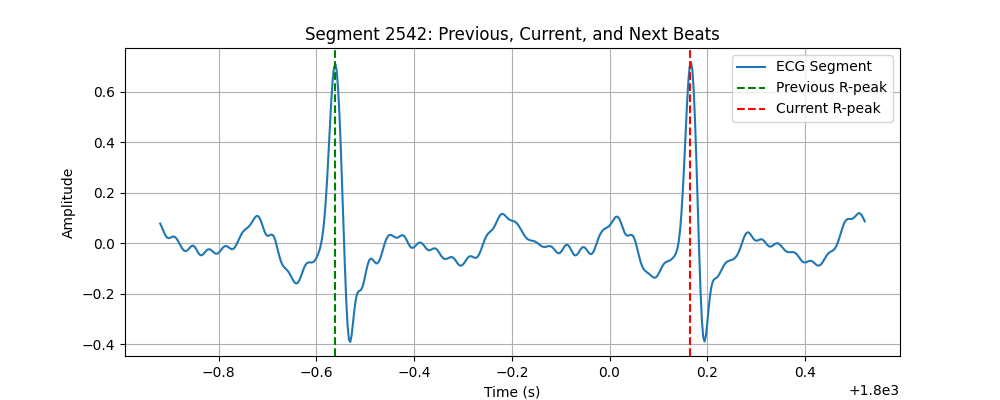 Segment 2542: Previous, Current, and Next Beats
ECG Segment
Previous R-peak
Current R-peak
Amplitude
0.6
0.4
0.2
0.0
−0.2
−0.4
−0.8
−0.6
−0.4
−0.2
0.0
0.2
0.4
+1.8e3
Time (s)